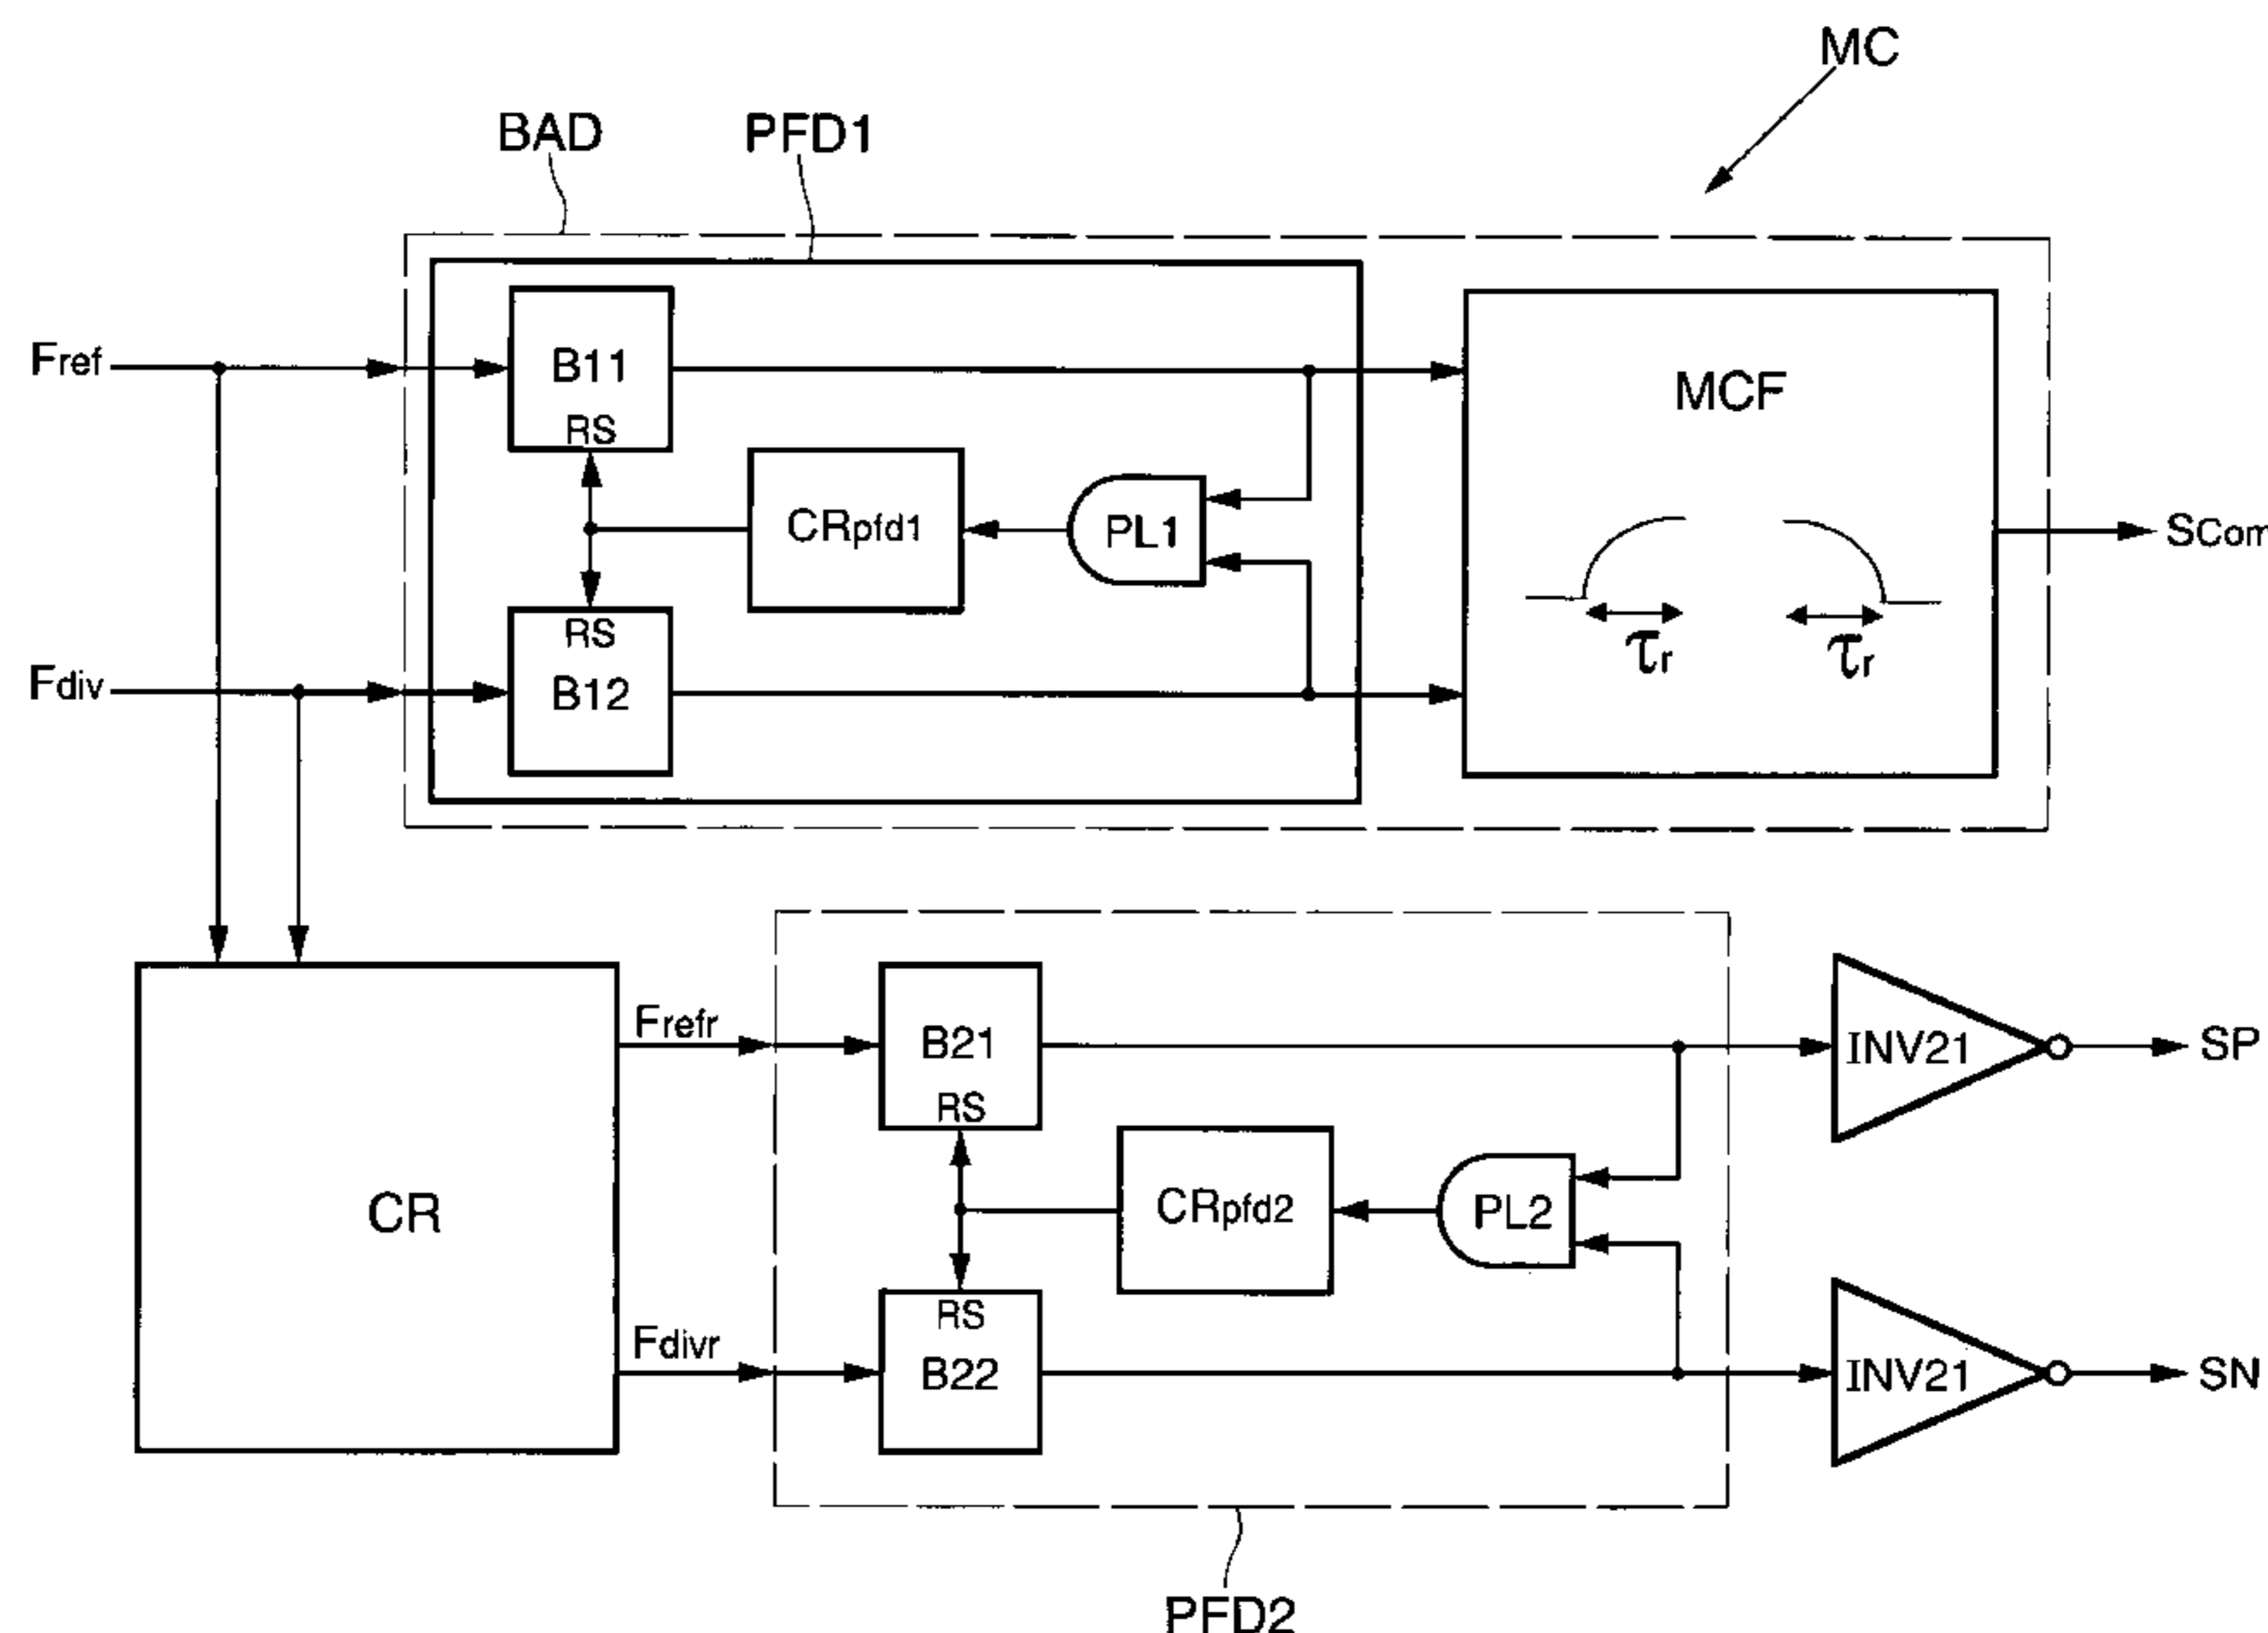 MC
BAD
PFD1
Fref
B11
RS
MCF
CRpfd1
PL1
SCom
τr
τr
RS
B12
Fdiv
Frefr
B21
RS
INV21
SP
CR
CRpfd2
PL2
Fdivr
RS
B22
INV21
SN
PFD2